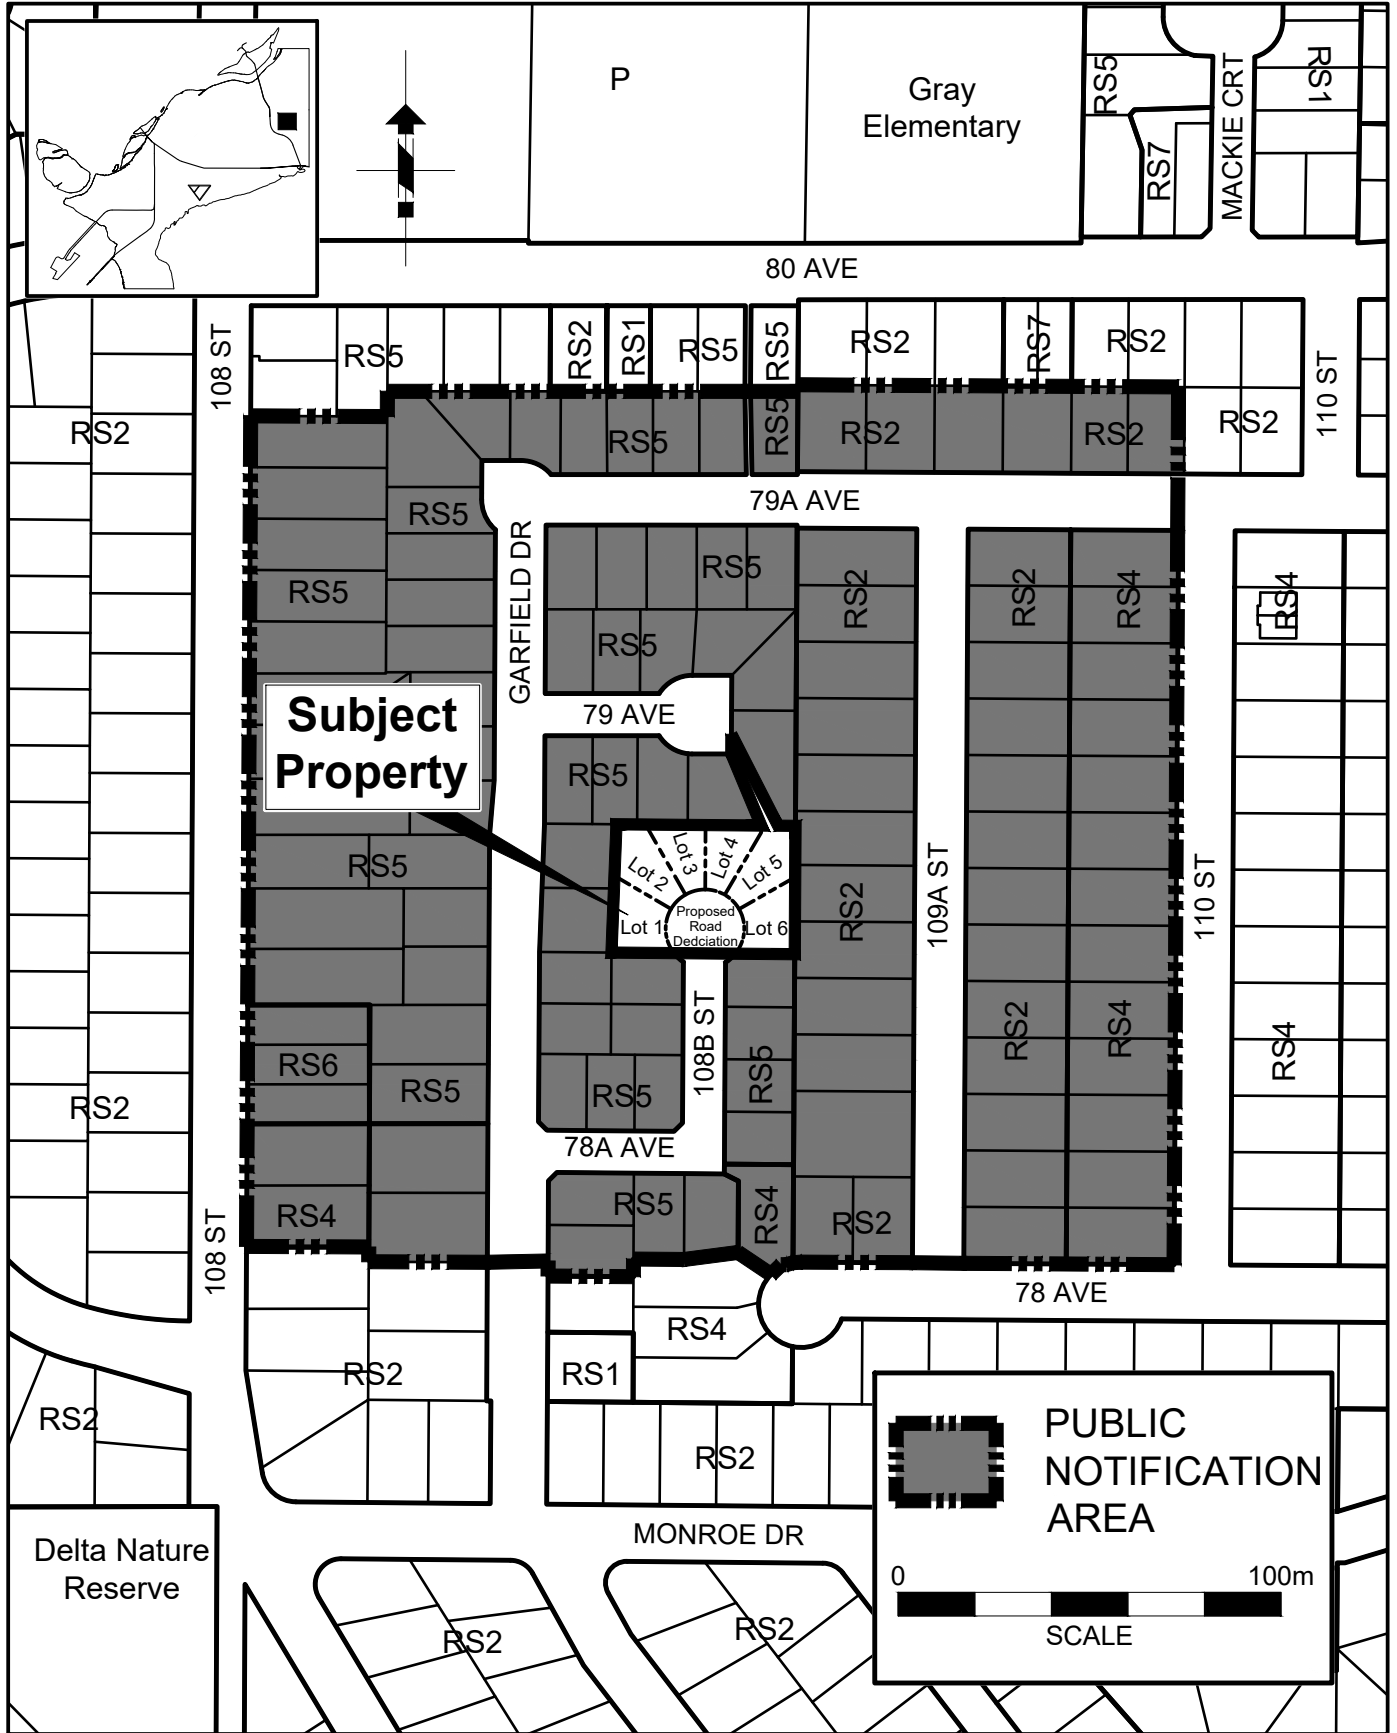 P
Gray
Elementary
RS5
RS7
MACKIE CRT
RS1
80 AVE
108 ST
RS5
RS2
RS1
RS5
RS5
RS2
RS7
RS2
110 ST
RS2
RS5
RS5
RS2
RS2
RS2
RS5
79A AVE
RS5
GARFIELD DR
RS5
RS2
RS2
RS4
RS4
RS5
Subject
Property
79 AVE
RS5
RS5
Lot 1
Lot 2
Lot 3
Lot 4
Lot 5
Lot 6
Proposed
Road
Dedciation
RS2
109A ST
110 ST
RS6
RS5
108B ST
RS5
RS5
RS2
RS4
RS4
RS2
78A AVE
RS4
RS5
RS4
RS2
108 ST
78 AVE
RS4
RS2
RS1
RS2
RS2
MONROE DR
Delta Nature
Reserve
RS2
RS2
PUBLIC
NOTIFICATION
AREA
0 100m
SCALE